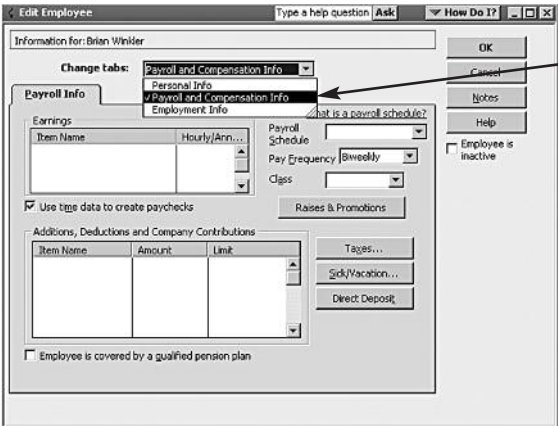 Edit Employee Type a help question Ask How Do I?
Information for: Brian Winkler
OK
Change tabs: Payroll and Compensation Info
Cancel
Personal Info
Payroll Info ✓Payroll and Compensation Info
Notes
Employment Info
hat is a payroll schedule?
Earnings
Payroll Schedule
Help
Item Name Hourly/Ann...
Employee is inactive
Pay Frequency Biweekly
Class
Use time data to create paychecks
Raises & Promotions
Additions, Deductions and Company Contributions
Item Name Amount Limit
Taxes...
Sick/Vacation...
Direct Deposit
Employee is covered by a qualified pension plan